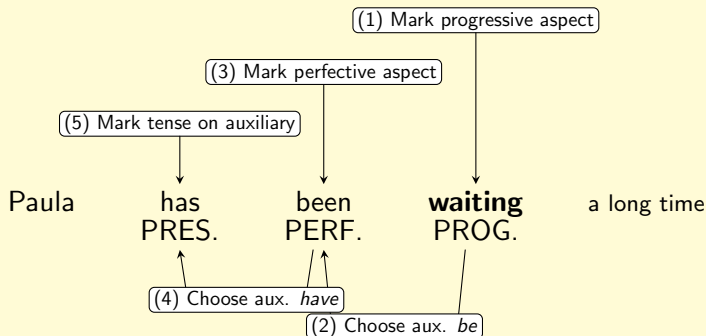 (1) Mark progressive aspect
(3) Mark perfective aspect
(5) Mark tense on auxiliary
Paula has been waiting a long time
PRES. PERF. PROG.
(4) Choose aux. have
(2) Choose aux. be